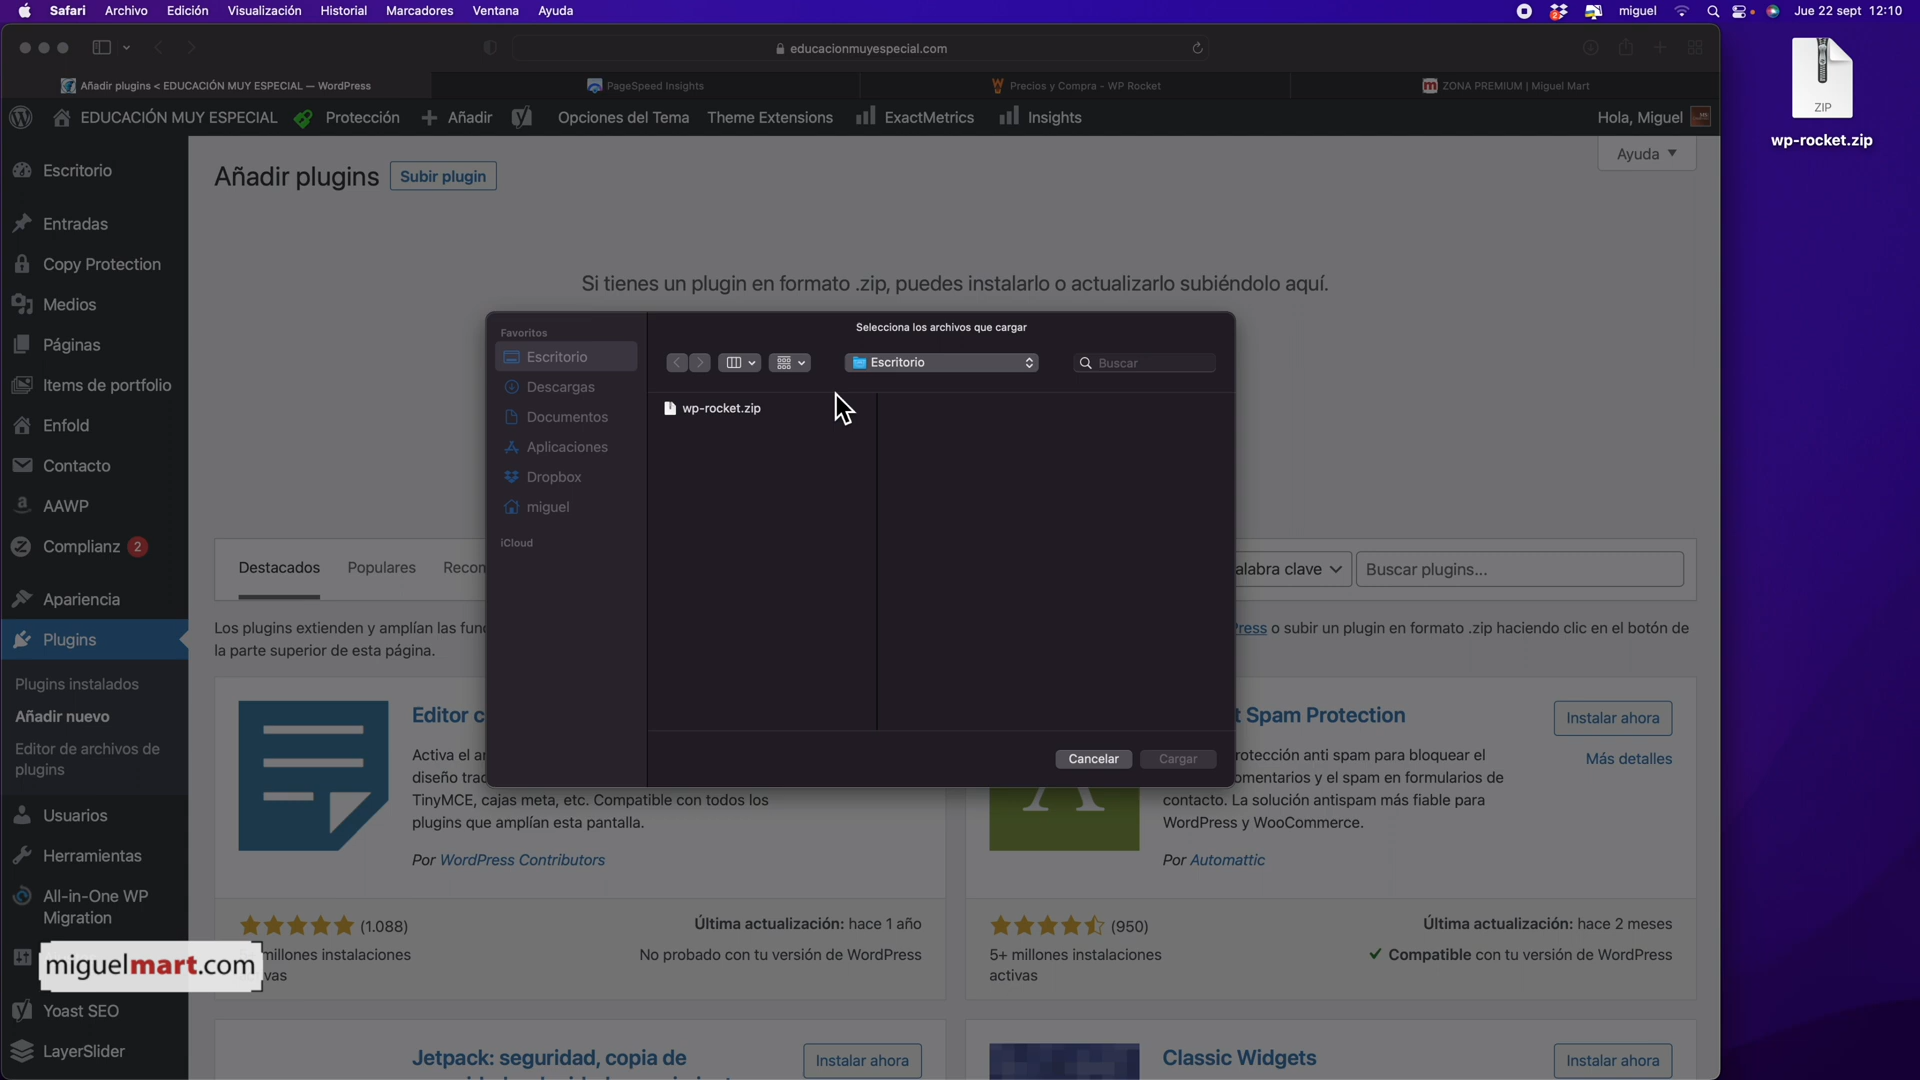 Safari Archivo Edición Visualización Historial Marcadores Ventana Ayuda
miguel Jue 22 sept 12:10
educacionmuyespecial.com
Añadir plugins < EDUCACIÓN MUY ESPECIAL — WordPress
PageSpeed Insights
Precios y Compra - WP Rocket
ZONA PREMIUM | Miguel Mart
EDUCACIÓN MUY ESPECIAL Protección Añadir Opciones del Tema Theme Extensions ExactMetrics Insights
Hola, Miguel
ZIP
wp-rocket.zip
Escritorio
Entradas
Copy Protection
Medios
Páginas
Items de portfolio
Enfold
Contacto
AAWP
Complianz 2
Apariencia
Plugins
Plugins instalados
Añadir nuevo
Editor de archivos de
plugins
Usuarios
Herramientas
All-in-One WP
Migration
miguelmart.com
Yoast SEO
LayerSlider
Añadir plugins Subir plugin
Ayuda
Si tienes un plugin en formato .zip, puedes instalarlo o actualizarlo subiéndolo aquí.
Selecciona los archivos que cargar
Favoritos
Escritorio
Descargas
Documentos
Aplicaciones
Dropbox
miguel
iCloud
Escritorio
Buscar
wp-rocket.zip
Cancelar Cargar
Destacados Populares Recon
alabra clave Buscar plugins...
Los plugins extienden y amplían las fun
ress o subir un plugin en formato .zip haciendo clic en el botón de
la parte superior de esta página.
Editor c
Activa el a
diseño trad
TinyMCE, cajas meta, etc. Compatible con todos los
plugins que amplían esta pantalla.
Por WordPress Contributors
(1.088)
millones instalaciones
vas
Última actualización: hace 1 año
No probado con tu versión de WordPress
t Spam Protection
Instalar ahora
Más detalles
rotección anti spam para bloquear el
omentarios y el spam en formularios de
contacto. La solución antispam más fiable para
WordPress y WooCommerce.
Por Automattic
(950)
5+ millones instalaciones
activas
Última actualización: hace 2 meses
Compatible con tu versión de WordPress
Jetpack: seguridad, copia de
Instalar ahora
Classic Widgets
Instalar ahora